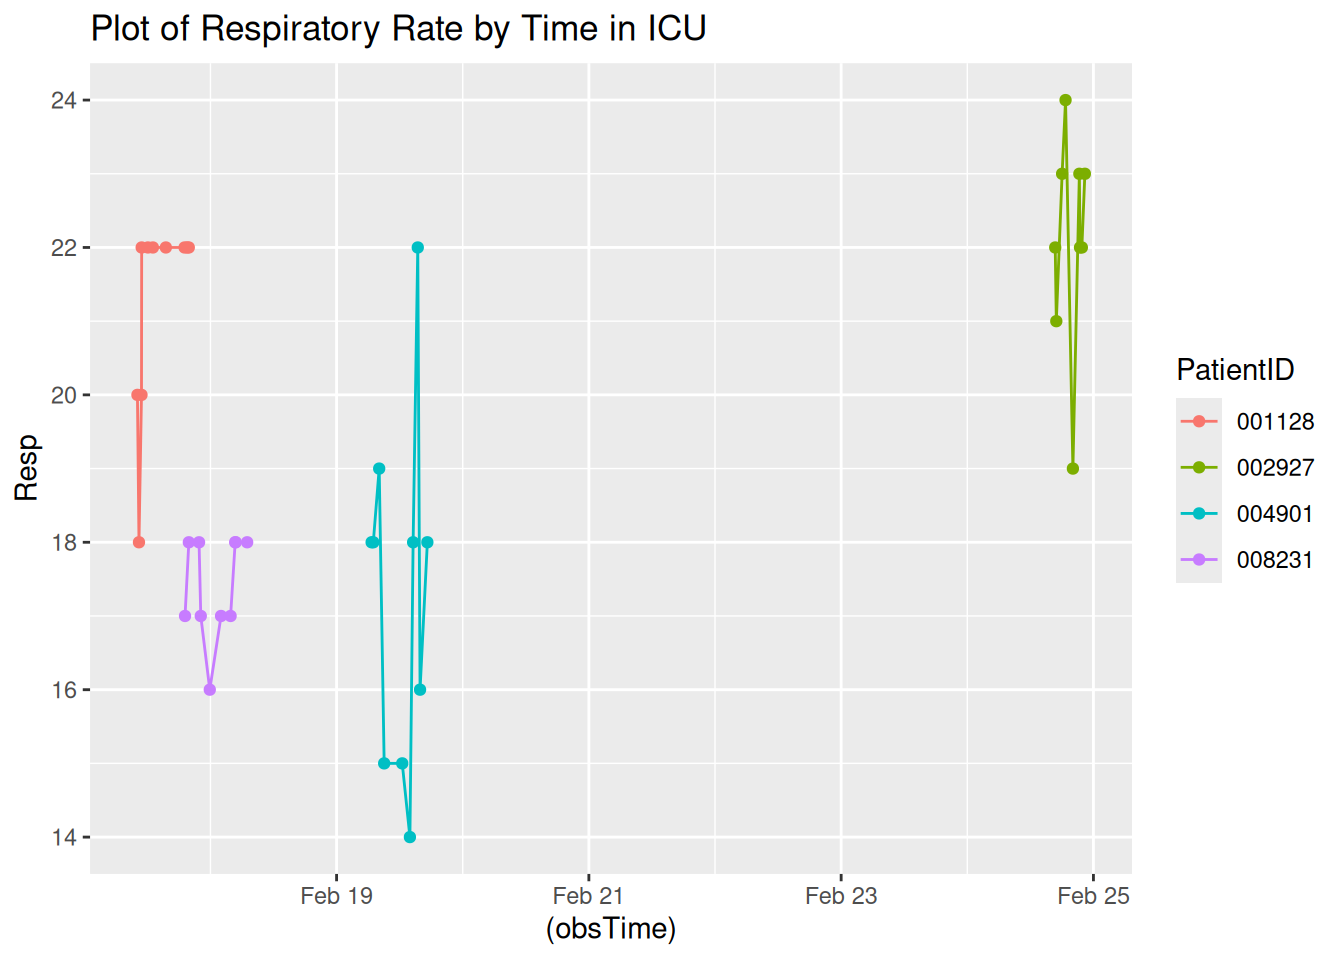 Plot of Respiratory Rate by Time in ICU
24
22
20
18
16
14
Resp
Feb 19
Feb 21
Feb 23
Feb 25
(obsTime)
PatientID
001128
002927
004901
008231